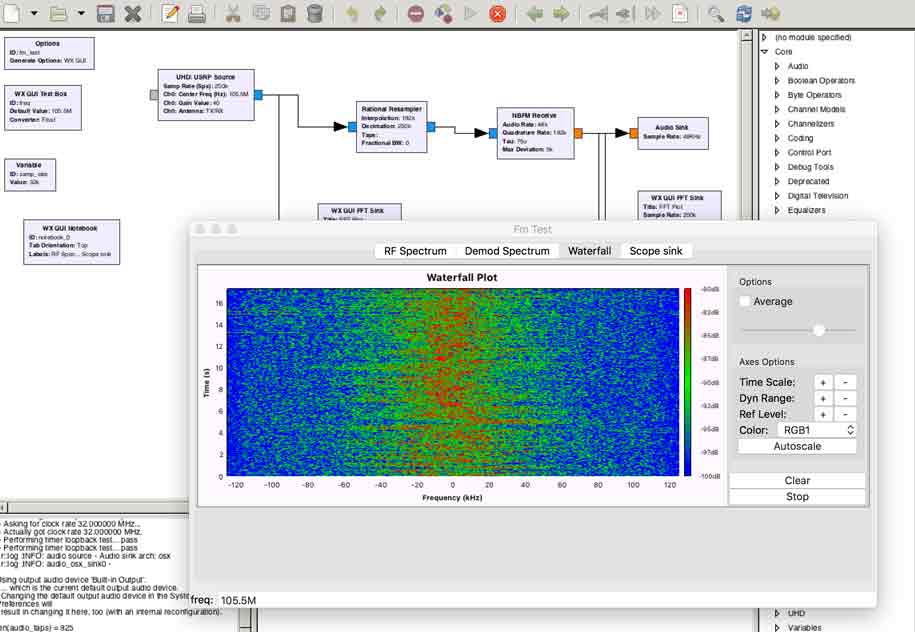 Options
ID: fm_test
Generate Options: WX GUI
WX GUI Text Box
ID: freq
Default Value: 105.5M
Converter: Float
Variable
ID: samp_rate
Value: 32k
WX GUI Notebook
ID: notebook_0
Tab Orientation: Top
Labels: RF Spec... Scope sink
UHD: USRP Source
Samp Rate (Sps): 250k
Ch0: Center Freq (Hz): 105.5M
Ch0: Gain Value: 40
Ch0: Antenna: TX/RX
Rational Resampler
Interpolation: 192k
Decimation: 250k
Taps:
Fractional BW: 0
NBFM Receive
Audio Rate: 48k
Quadrature Rate: 192k
Tau: 75u
Max Deviation: 5k
Audio Sink
Sample Rate: 48KHz
WX GUI FFT Sink
Title: FFT Plot
WX GUI FFT Sink
Title: FFT Plot
Sample Rate: 250k
(no module specified)
Core
Audio
Boolean Operators
Byte Operators
Channel Models
Channelizers
Coding
Control Port
Debug Tools
Deprecated
Digital Television
Equalizers
Fm Test
RF Spectrum
Demod Spectrum
Waterfall
Scope sink
Waterfall Plot
Time (s)
16
14
12
10
8
6
4
2
0
-120
-100
-80
-60
-40
-20
0
20
40
60
80
100
120
Frequency (kHz)
-80dB
-82dB
-85dB
-87dB
-90dB
-92dB
-95dB
-97dB
-100dB
Options
Average
Axes Options
Time Scale: + -
Dyn Range: + -
Ref Level: + -
Color: RGB1
Autoscale
Clear
Stop
freq: 105.5M
- Asking for clock rate 32.000000 MHz...
- Actually got clock rate 32.000000 MHz.
- Performing timer loopback test... pass
- Performing timer loopback test... pass
r::log :INFO: audio source - Audio sink arch: osx
r::log :INFO: audio_osx_sink0 -
Using output audio device 'Built-in Output'.
... which is the current default output audio device.
Changing the default output audio device in the Syste
Preferences will
result in changing it here, too (with an internal reconfiguration).
en(audio_taps) = 825
UHD
Variables